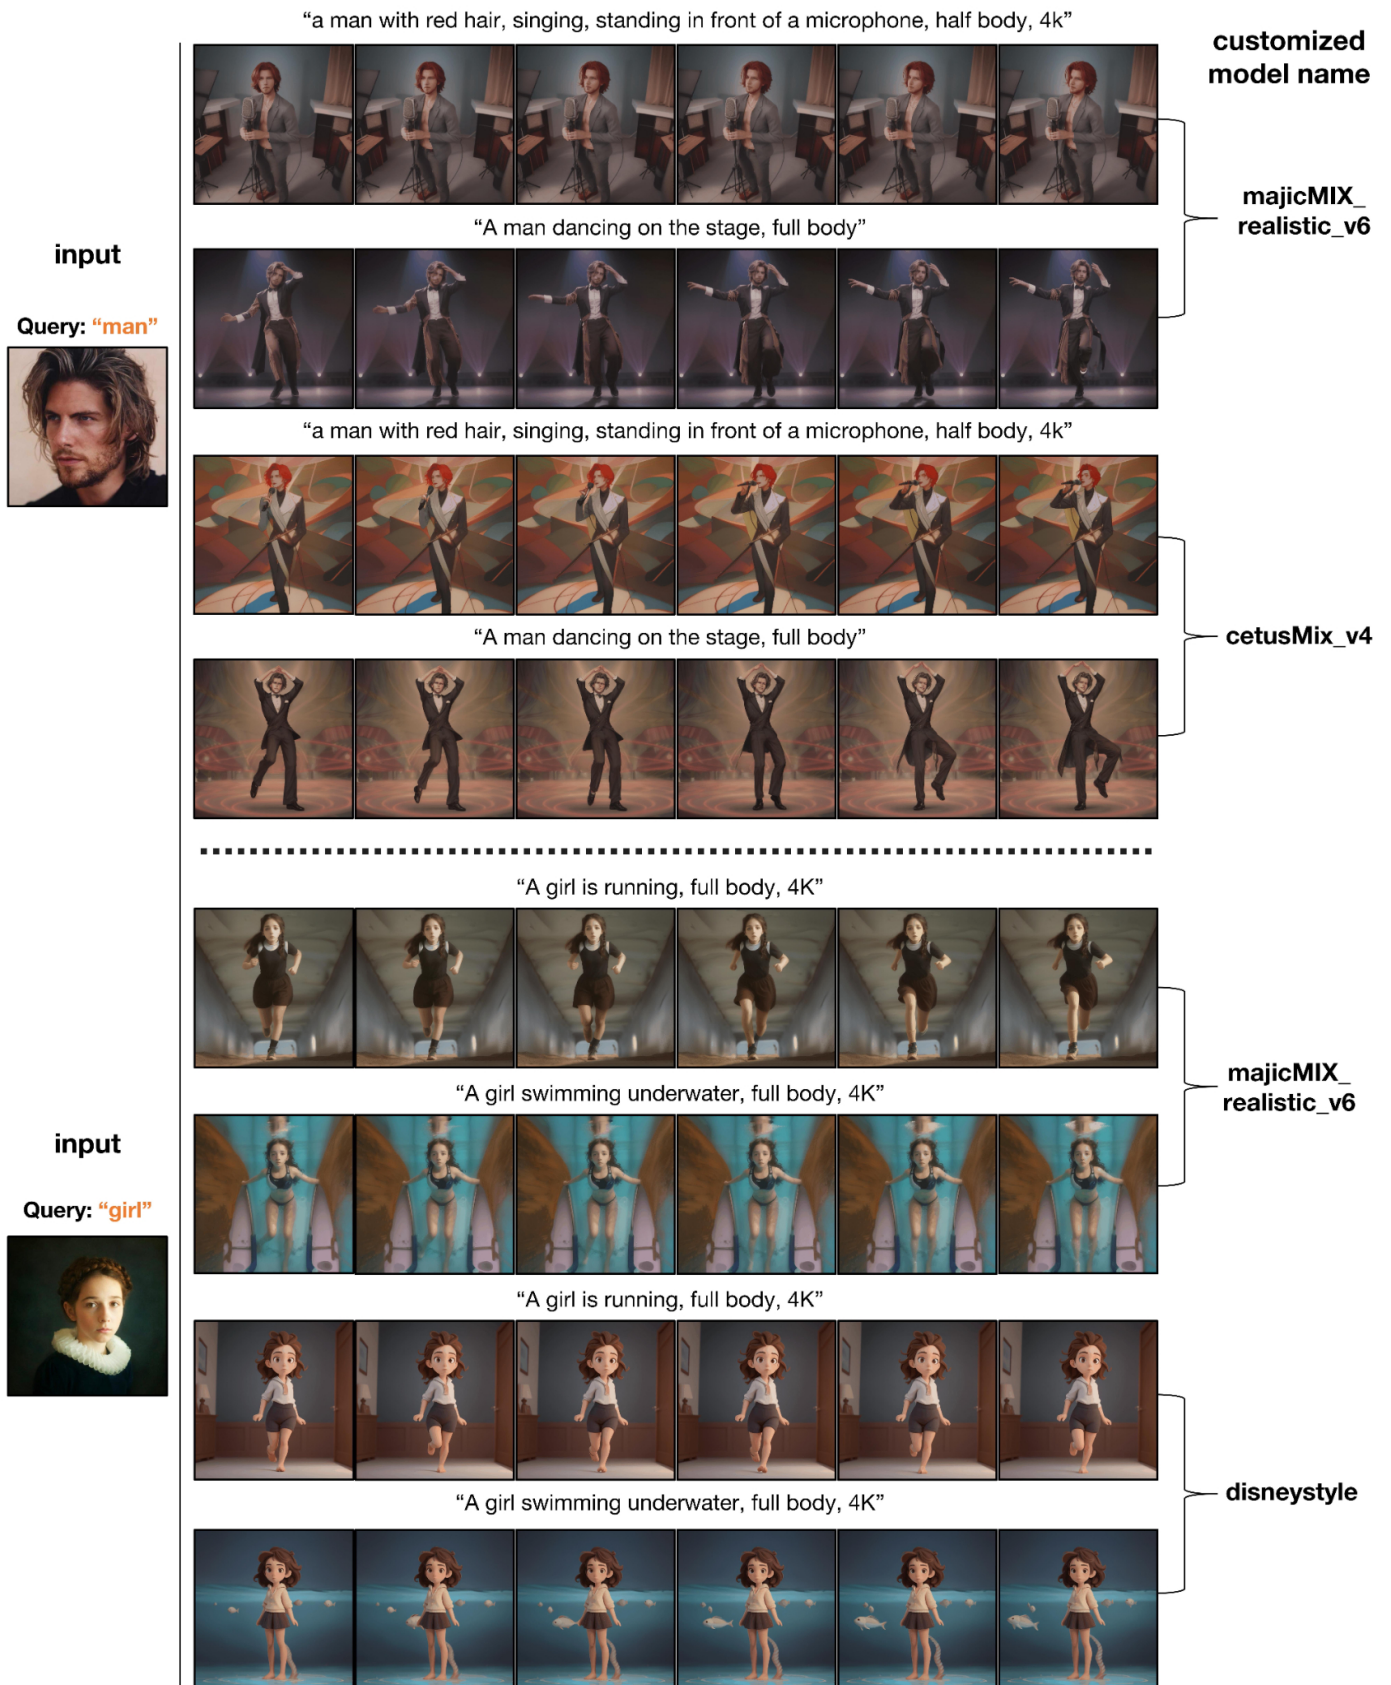 “a man with red hair, singing, standing in front of a microphone, half body, 4k”
customized
model name
majicMIX_
realistic_v6
“A man dancing on the stage, full body”
input
Query: “man”
“a man with red hair, singing, standing in front of a microphone, half body, 4k”
“A man dancing on the stage, full body”
cetusMix_v4
“A girl is running, full body, 4K”
majicMIX_
realistic_v6
“A girl swimming underwater, full body, 4K”
input
Query: “girl”
“A girl is running, full body, 4K”
disneystyle
“A girl swimming underwater, full body, 4K”